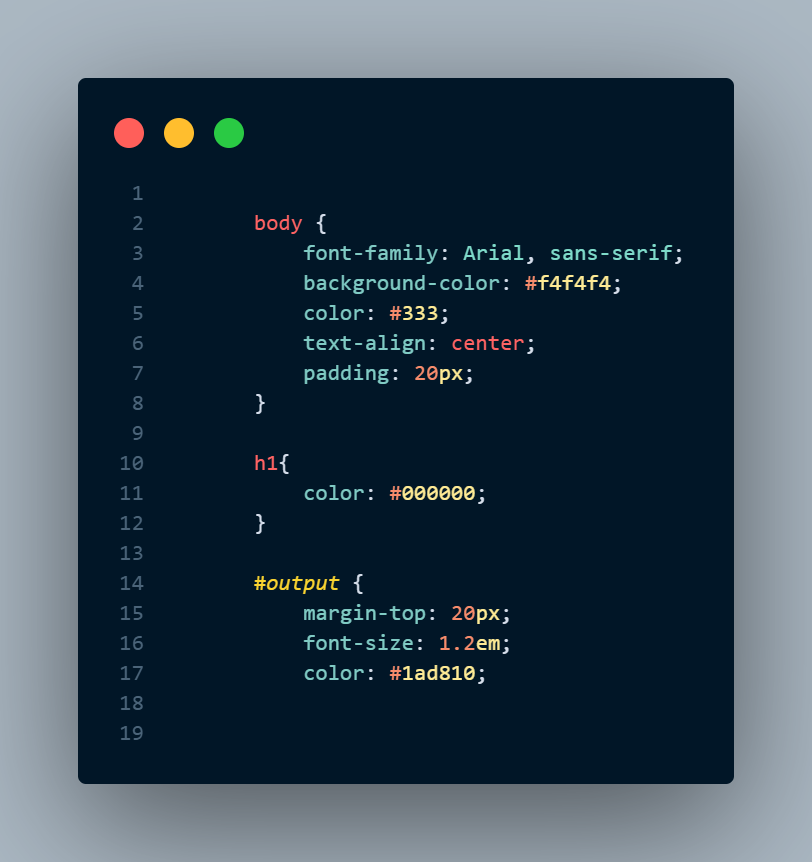 1
2 body {
3 font-family: Arial, sans-serif;
4 background-color: #f4f4f4;
5 color: #333;
6 text-align: center;
7 padding: 20px;
8 }
9
10 h1{
11 color: #000000;
12 }
13
14 #output {
15 margin-top: 20px;
16 font-size: 1.2em;
17 color: #1ad810;
18
19